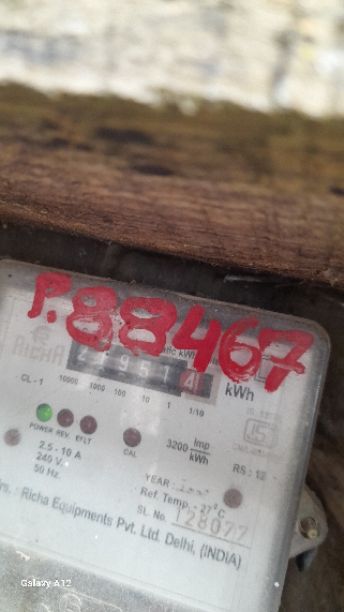 P.88467
RICHA
kWh
CL - 1 10000 1000 100 10 1 1/10
POWER REV. EFLT
CAL
3200 Imp/kWh
2.5 - 10 A
240 V.
50 Hz.
RS : 12
YEAR :
Ref. Temp. - 27°C
SL. No. 128077
rs. : Richa Equipments Pvt. Ltd. Delhi, (INDIA)
Galaxy A12